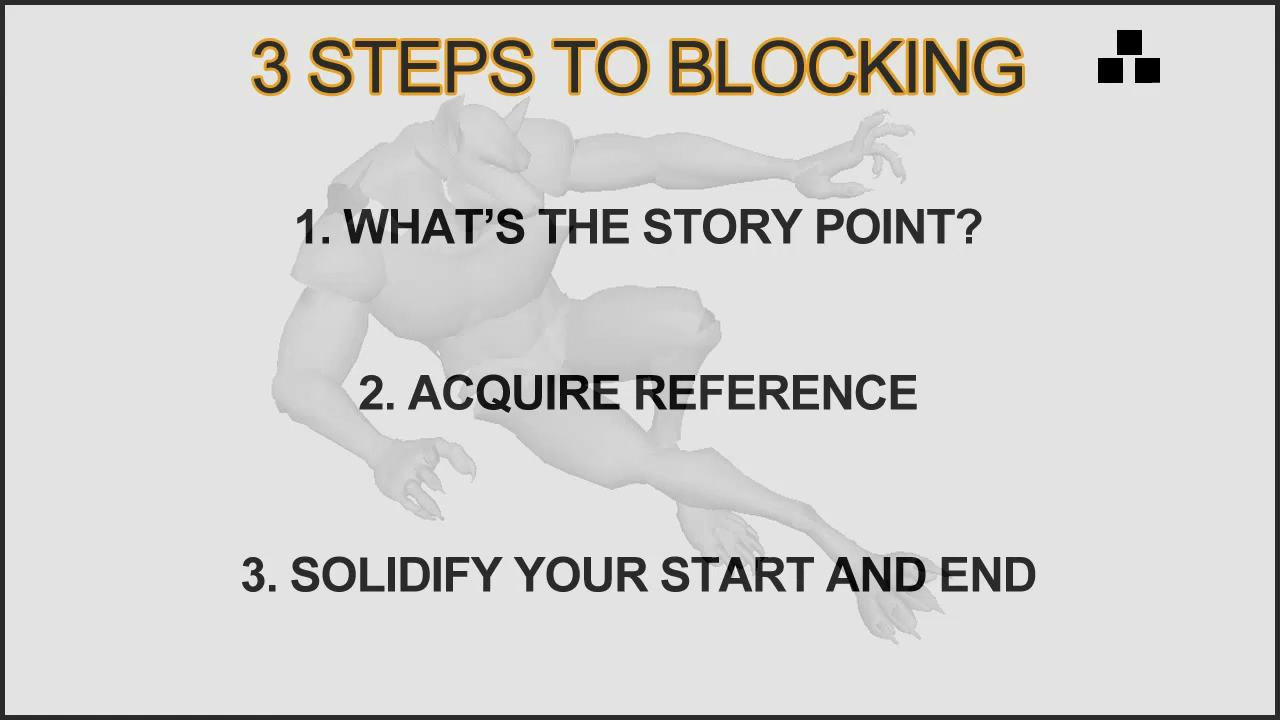 3 STEPS TO BLOCKING
1. WHAT’S THE STORY POINT?
2. ACQUIRE REFERENCE
3. SOLIDIFY YOUR START AND END